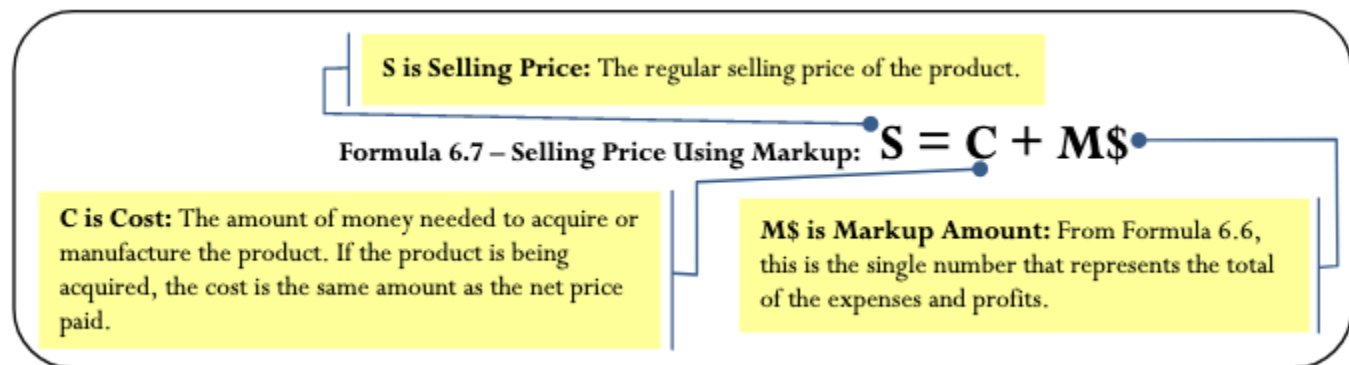 S is Selling Price: The regular selling price of the product.
Formula 6.7 – Selling Price Using Markup: S = C + M$
C is Cost: The amount of money needed to acquire or
manufacture the product. If the product is being
acquired, the cost is the same amount as the net price
paid.
M$ is Markup Amount: From Formula 6.6,
this is the single number that represents the total
of the expenses and profits.